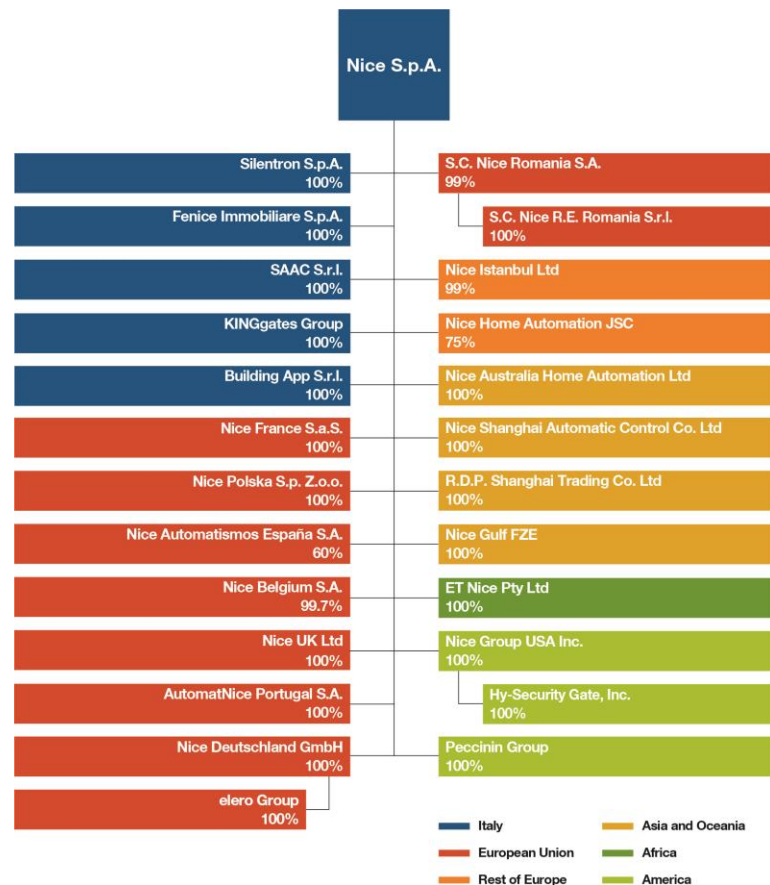 Nice S.p.A.
Silentron S.p.A.
100%
Fenice Immobiliare S.p.A.
100%
SAAC S.r.l.
100%
KINGgates Group
100%
Building App S.r.l.
100%
Nice France S.a.S.
100%
Nice Polska S.p. Z.o.o.
100%
Nice Automatismos España S.A.
60%
Nice Belgium S.A.
99.7%
Nice UK Ltd
100%
AutomatNice Portugal S.A.
100%
Nice Deutschland GmbH
100%
elero Group
100%
S.C. Nice Romania S.A.
99%
S.C. Nice R.E. Romania S.r.l.
100%
Nice Istanbul Ltd
99%
Nice Home Automation JSC
75%
Nice Australia Home Automation Ltd
100%
Nice Shanghai Automatic Control Co. Ltd
100%
R.D.P. Shanghai Trading Co. Ltd
100%
Nice Gulf FZE
100%
ET Nice Pty Ltd
100%
Nice Group USA Inc.
100%
Hy-Security Gate, Inc.
100%
Peccinin Group
100%
Italy
European Union
Rest of Europe
Asia and Oceania
Africa
America